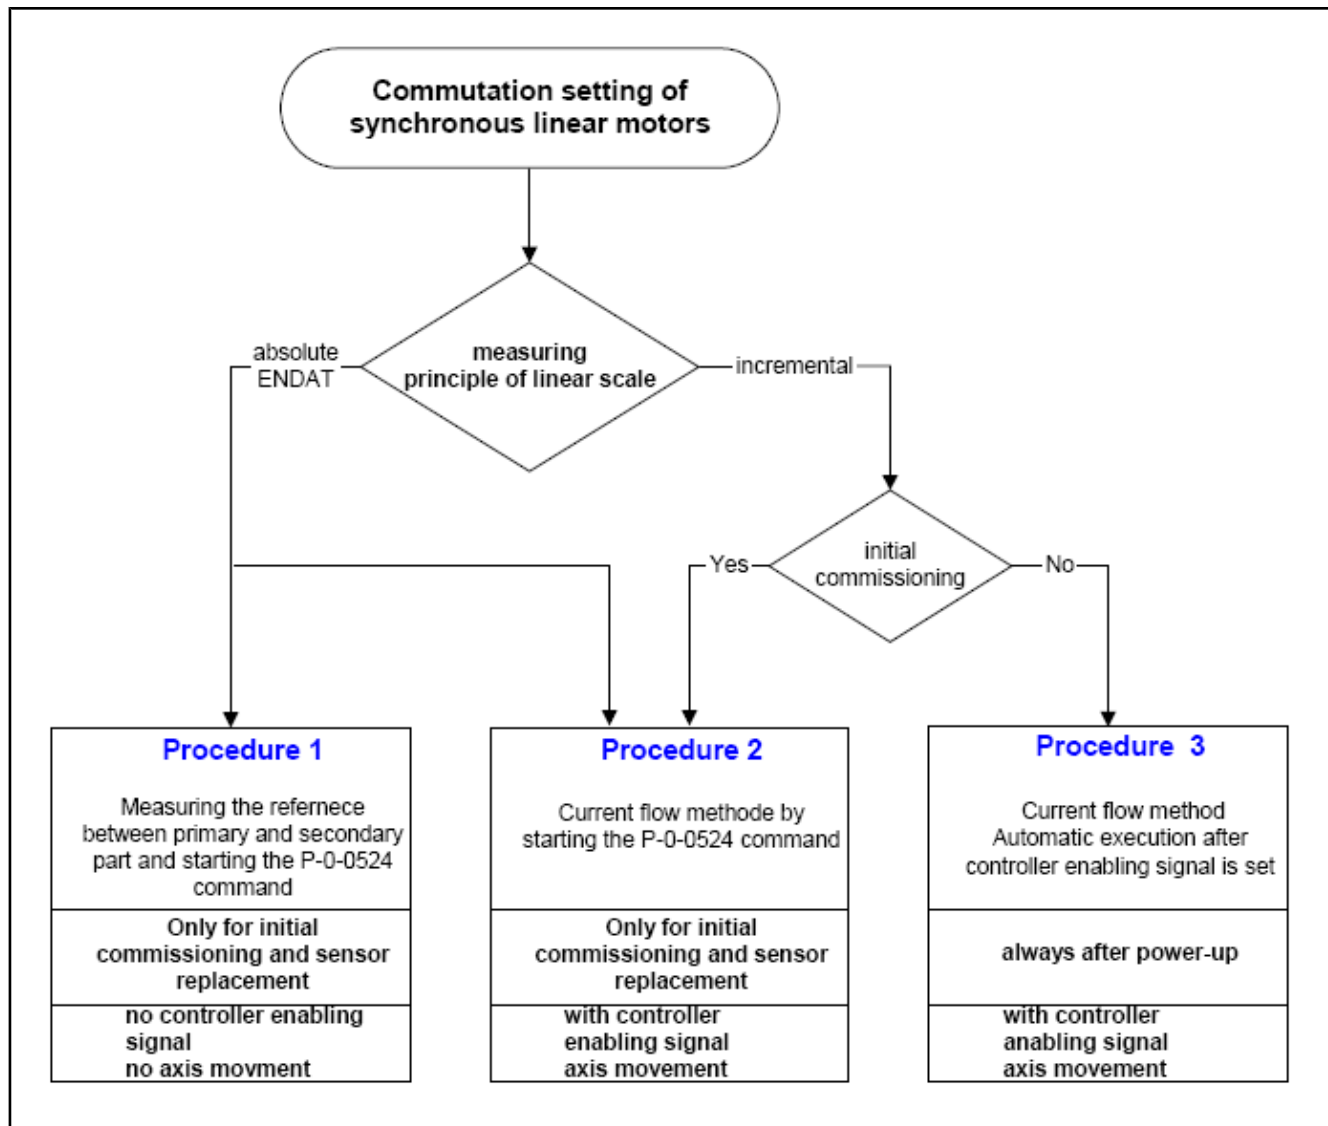 Commutation setting of
synchronous linear motors
measuring
principle of linear scale
absolute
ENDAT
incremental
initial
commissioning
Yes
No
Procedure 1
Measuring the refernece
between primary and secondary
part and starting the P-0-0524
command
Only for initial
commissioning and sensor
replacement
no controller enabling
signal
no axis movment
Procedure 2
Current flow methode by
starting the P-0-0524 command
Only for initial
commissioning and sensor
replacement
with controller
enabling signal
axis movement
Procedure 3
Current flow method
Automatic execution after
controller enabling signal is set
always after power-up
with controller
anabling signal
axis movement